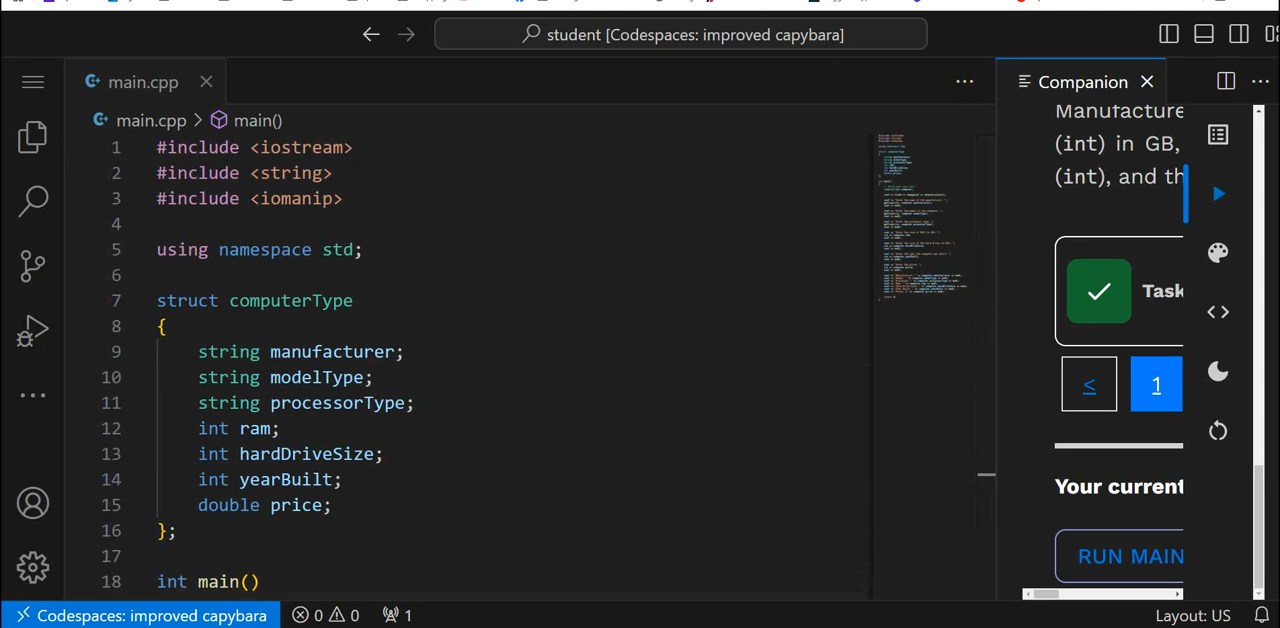 student [Codespaces: improved capybara]
main.cpp
Companion
main.cpp > main()
1 #include <iostream>
2 #include <string>
3 #include <iomanip>
4
5 using namespace std;
6
7 struct computerType
8 {
9 string manufacturer;
10 string modelType;
11 string processorType;
12 int ram;
13 int hardDriveSize;
14 int yearBuilt;
15 double price;
16 };
17
18 int main()
Manufacture
(int) in GB,
(int), and th
Task
≤ 1
Your current
RUN MAIN
Codespaces: improved capybara 0 0 1 Layout: US